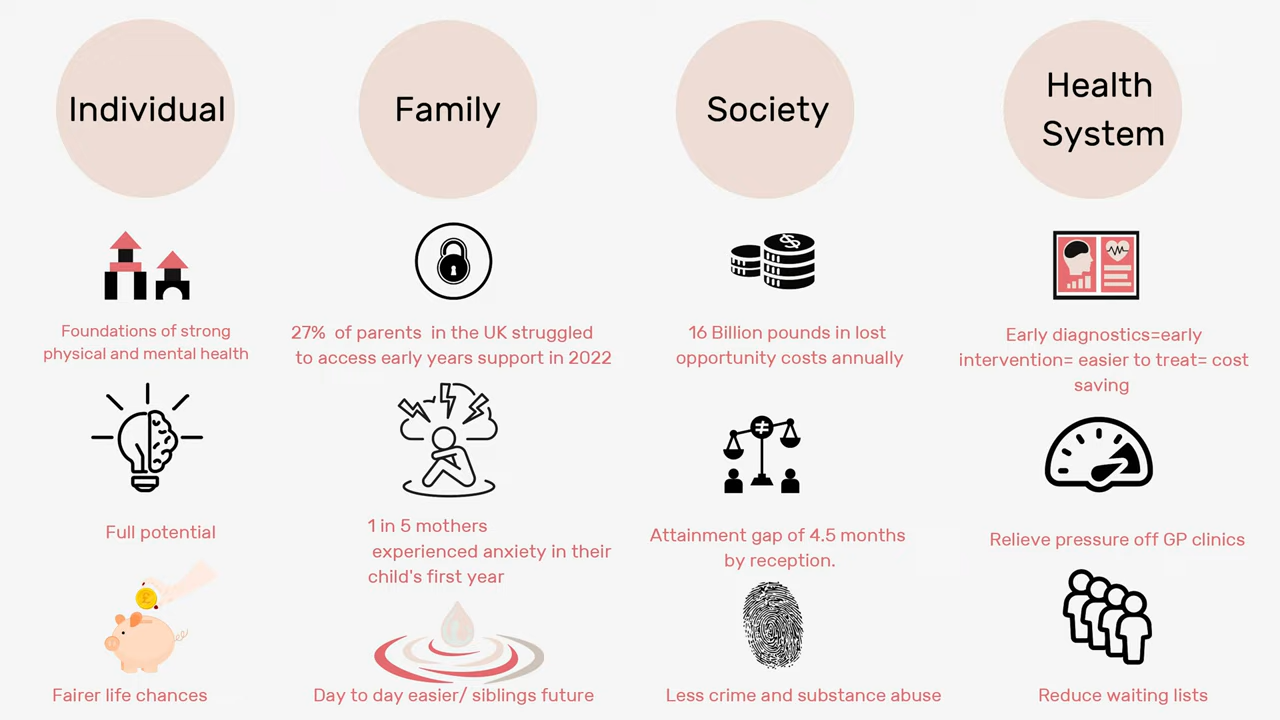 Individual
Foundations of strong
physical and mental health
Full potential
£
Fairer life chances
Family
27% of parents in the UK struggled
to access early years support in 2022
1 in 5 mothers
experienced anxiety in their
child's first year
Day to day easier/ siblings future
Society
$
16 Billion pounds in lost
opportunity costs annually
≠
Attainment gap of 4.5 months
by reception.
Less crime and substance abuse
Health
System
Early diagnostics=early
intervention= easier to treat= cost
saving
Relieve pressure off GP clinics
Reduce waiting lists